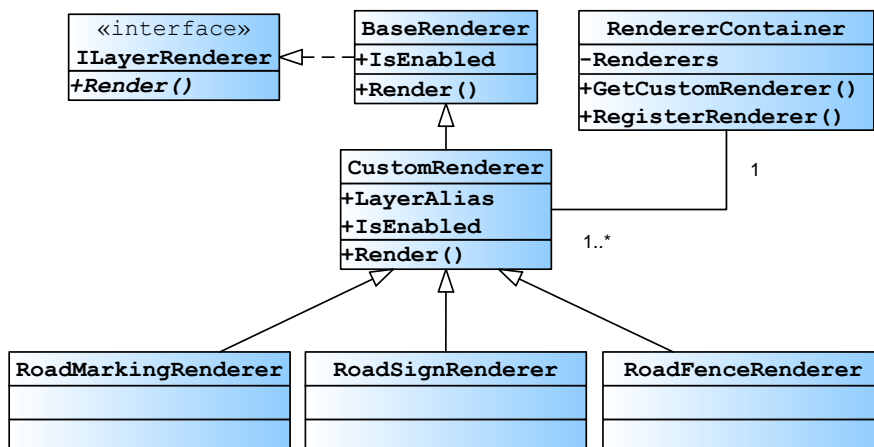 «interface»
ILayerRenderer
+Render()
BaseRenderer
+IsEnabled
+Render()
RendererContainer
-Renderers
+GetCustomRenderer()
+RegisterRenderer()
CustomRenderer
+LayerAlias
+IsEnabled
+Render()
1
1..*
RoadMarkingRenderer
RoadSignRenderer
RoadFenceRenderer